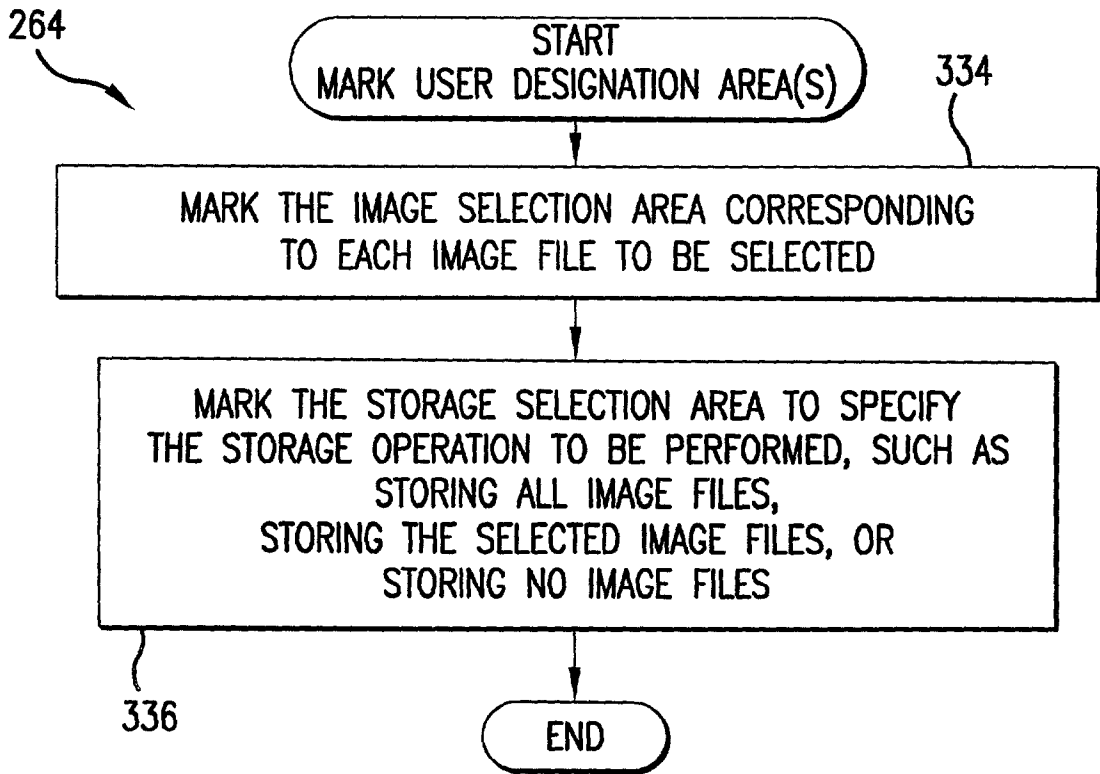 264
START
MARK USER DESIGNATION AREA(S)
334
MARK THE IMAGE SELECTION AREA CORRESPONDING
TO EACH IMAGE FILE TO BE SELECTED
MARK THE STORAGE SELECTION AREA TO SPECIFY
THE STORAGE OPERATION TO BE PERFORMED, SUCH AS
STORING ALL IMAGE FILES,
STORING THE SELECTED IMAGE FILES, OR
STORING NO IMAGE FILES
336
END